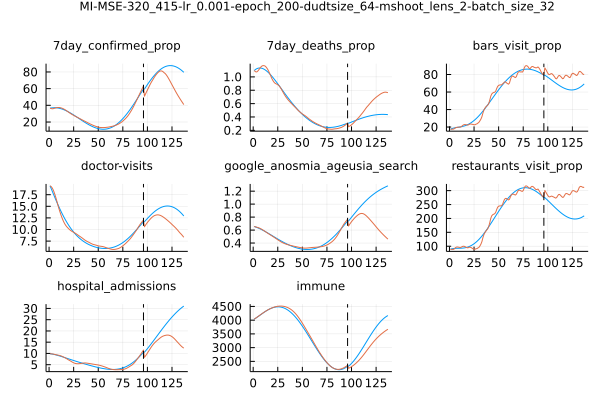 MI-MSE-320_415-lr_0.001-epoch_200-dudtsize_64-mshoot_lens_2-batch_size_32
7day_confirmed_prop 7day_deaths_prop bars_visit_prop
80 60 40 20
1.0 0.8 0.6 0.4 0.2
80 60 40 20
0 25 50 75 100 125
0 25 50 75 100 125
0 25 50 75 100 125
doctor-visits google_anosmia_ageusia_search restaurants_visit_prop
17.5 15.0 12.5 10.0 7.5
1.2 1.0 0.8 0.6 0.4
300 250 200 150 100
0 25 50 75 100 125
0 25 50 75 100 125
0 25 50 75 100 125
hospital_admissions immune
30 25 20 15 10 5
4500 4000 3500 3000 2500
0 25 50 75 100 125
0 25 50 75 100 125